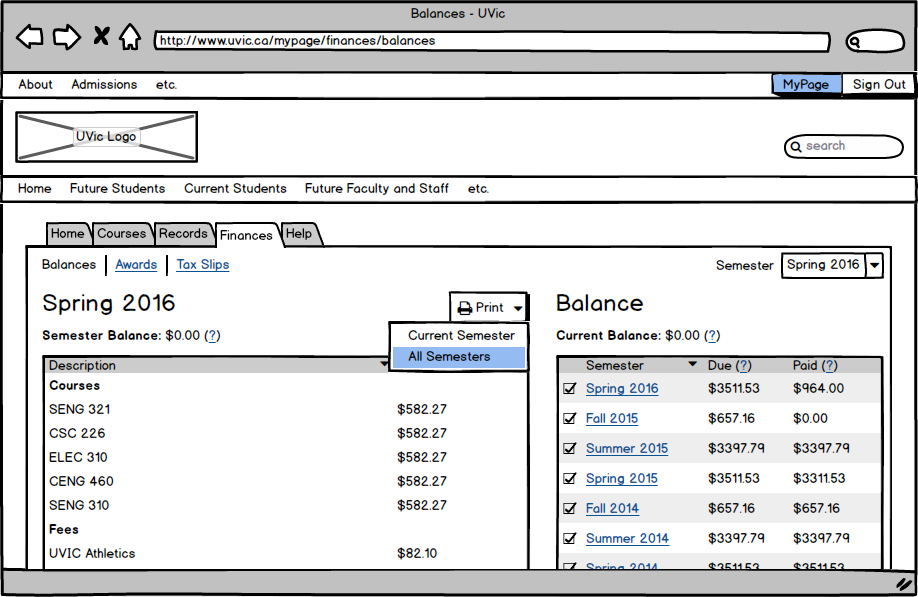 Balances - UVic
http://www.uvic.ca/mypage/finances/balances
About Admissions etc. MyPage Sign Out
UVic Logo
search
Home Future Students Current Students Future Faculty and Staff etc.
Home Courses Records Finances Help
Balances Awards Tax Slips
Semester Spring 2016
Spring 2016
Print
Current Semester
All Semesters
Semester Balance: $0.00 (?)
Description
Courses
SENG 321 $582.27
CSC 226 $582.27
ELEC 310 $582.27
CENG 460 $582.27
SENG 310 $582.27
Fees
UVIC Athletics $82.10
Balance
Current Balance: $0.00 (?)
Semester Due (?) Paid (?)
Spring 2016 $3511.53 $964.00
Fall 2015 $657.16 $0.00
Summer 2015 $3397.79 $3397.79
Spring 2015 $3511.53 $3311.53
Fall 2014 $657.16 $657.16
Summer 2014 $3397.79 $3397.79
Spring 2014 $3511.53 $3511.53